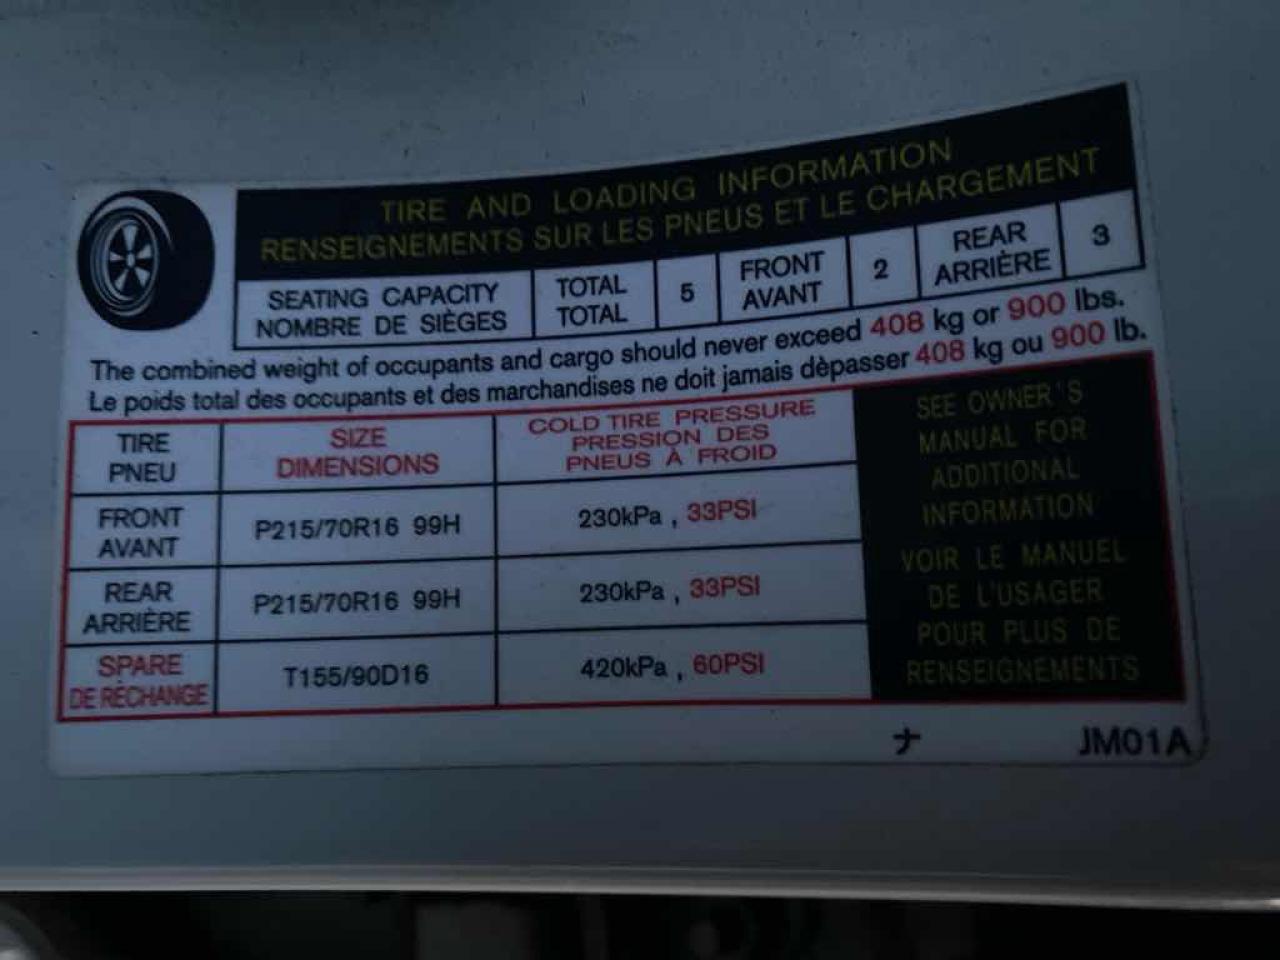 TIRE AND LOADING INFORMATION
RENSEIGNEMENTS SUR LES PNEUS ET LE CHARGEMENT
SEATING CAPACITY
NOMBRE DE SIÈGES
TOTAL
TOTAL
5
FRONT
AVANT
2
REAR
ARRIÈRE
3
The combined weight of occupants and cargo should never exceed 408 kg or 900 lbs.
Le poids total des occupants et des marchandises ne doit jamais dèpasser 408 kg ou 900 lb.
TIRE
PNEU
SIZE
DIMENSIONS
COLD TIRE PRESSURE
PRESSION DES
PNEUS À FROID
FRONT
AVANT
P215/70R16 99H
230kPa , 33PSI
REAR
ARRIÈRE
P215/70R16 99H
230kPa , 33PSI
SPARE
DE RÉCHANGE
T155/90D16
420kPa , 60PSI
SEE OWNER'S
MANUAL FOR
ADDITIONAL
INFORMATION
VOIR LE MANUEL
DE L'USAGER
POUR PLUS DE
RENSEIGNEMENTS
ナ JM01A